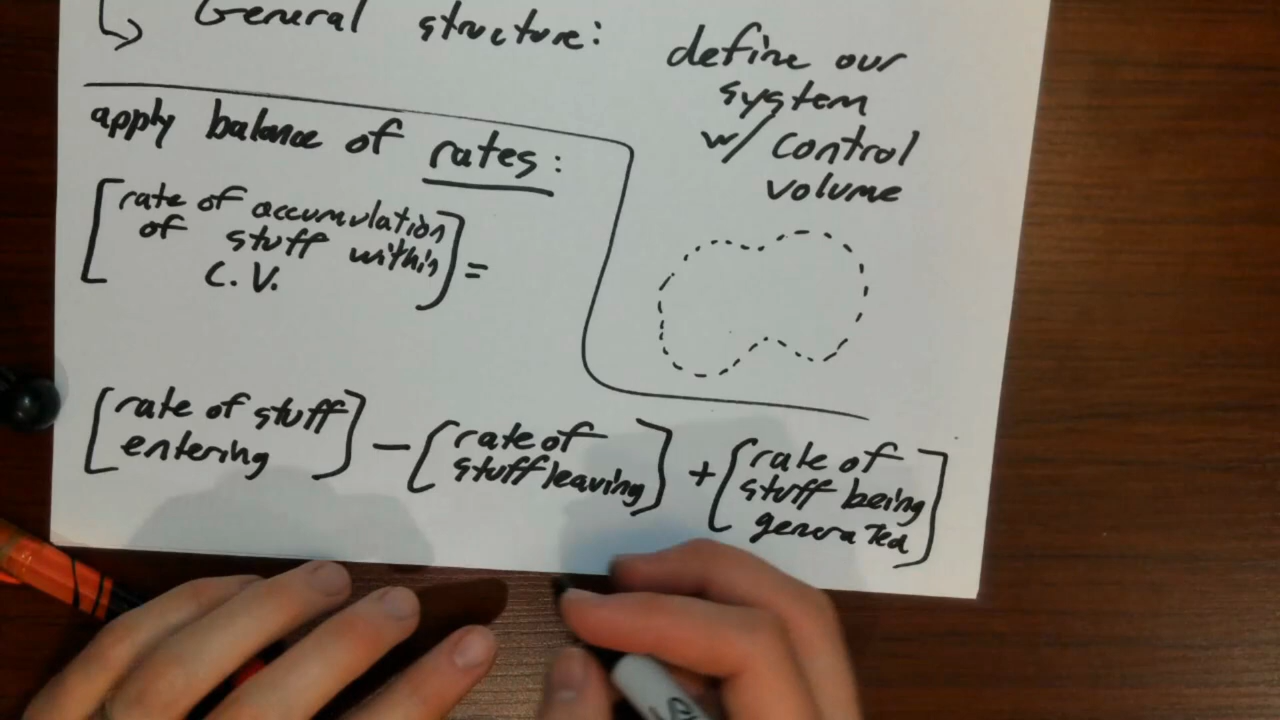 General structure:
define our
system
w/ control
volume
apply balance of rates:
[rate of accumulation
of stuff within
C.V.] =
[rate of stuff
entering] - [rate of
stuff leaving] + [rate of
stuff being
generated]